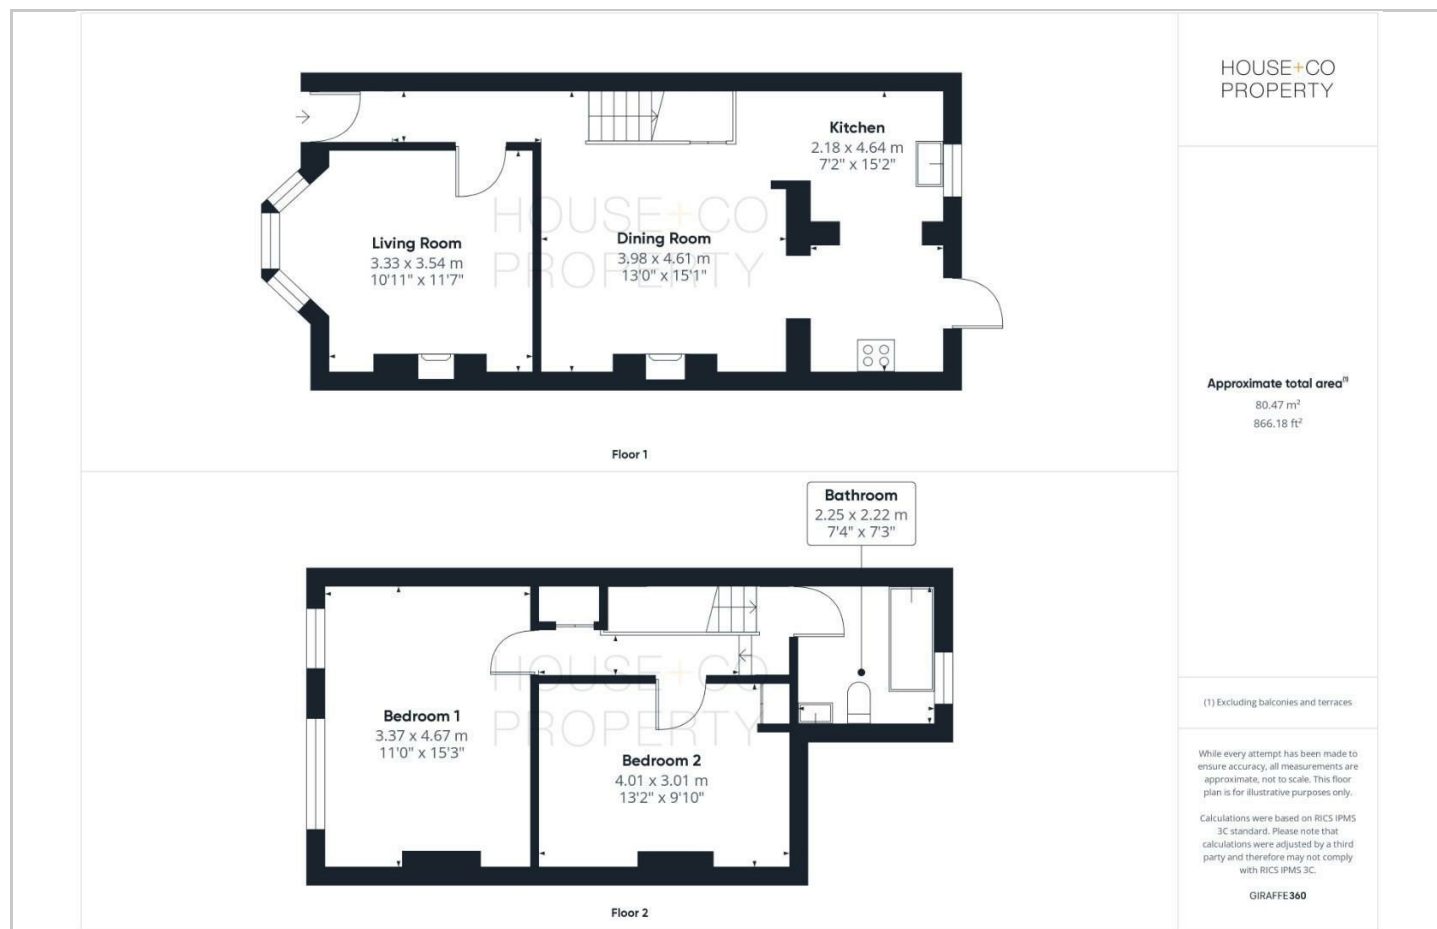 HOUSE+CO
PROPERTY
Kitchen
2.18 x 4.64 m
7'2" x 15'2"
HOUSE+CO
PROPERTY
Living Room
3.33 x 3.54 m
10'11" x 11'7"
Dining Room
3.98 x 4.61 m
13'0" x 15'1"
Floor 1
Approximate total area(1)
80.47 m²
866.18 ft²
Bathroom
2.25 x 2.22 m
7'4" x 7'3"
HOUSE+CO
PROPERTY
Bedroom 1
3.37 x 4.67 m
11'0" x 15'3"
Bedroom 2
4.01 x 3.01 m
13'2" x 9'10"
Floor 2
(1) Excluding balconies and terraces
While every attempt has been made to
ensure accuracy, all measurements are
approximate, not to scale. This floor
plan is for illustrative purposes only.
Calculations were based on RICS IPMS
3C standard. Please note that
calculations were adjusted by a third
party and therefore may not comply
with RICS IPMS 3C.
GIRAFFE360